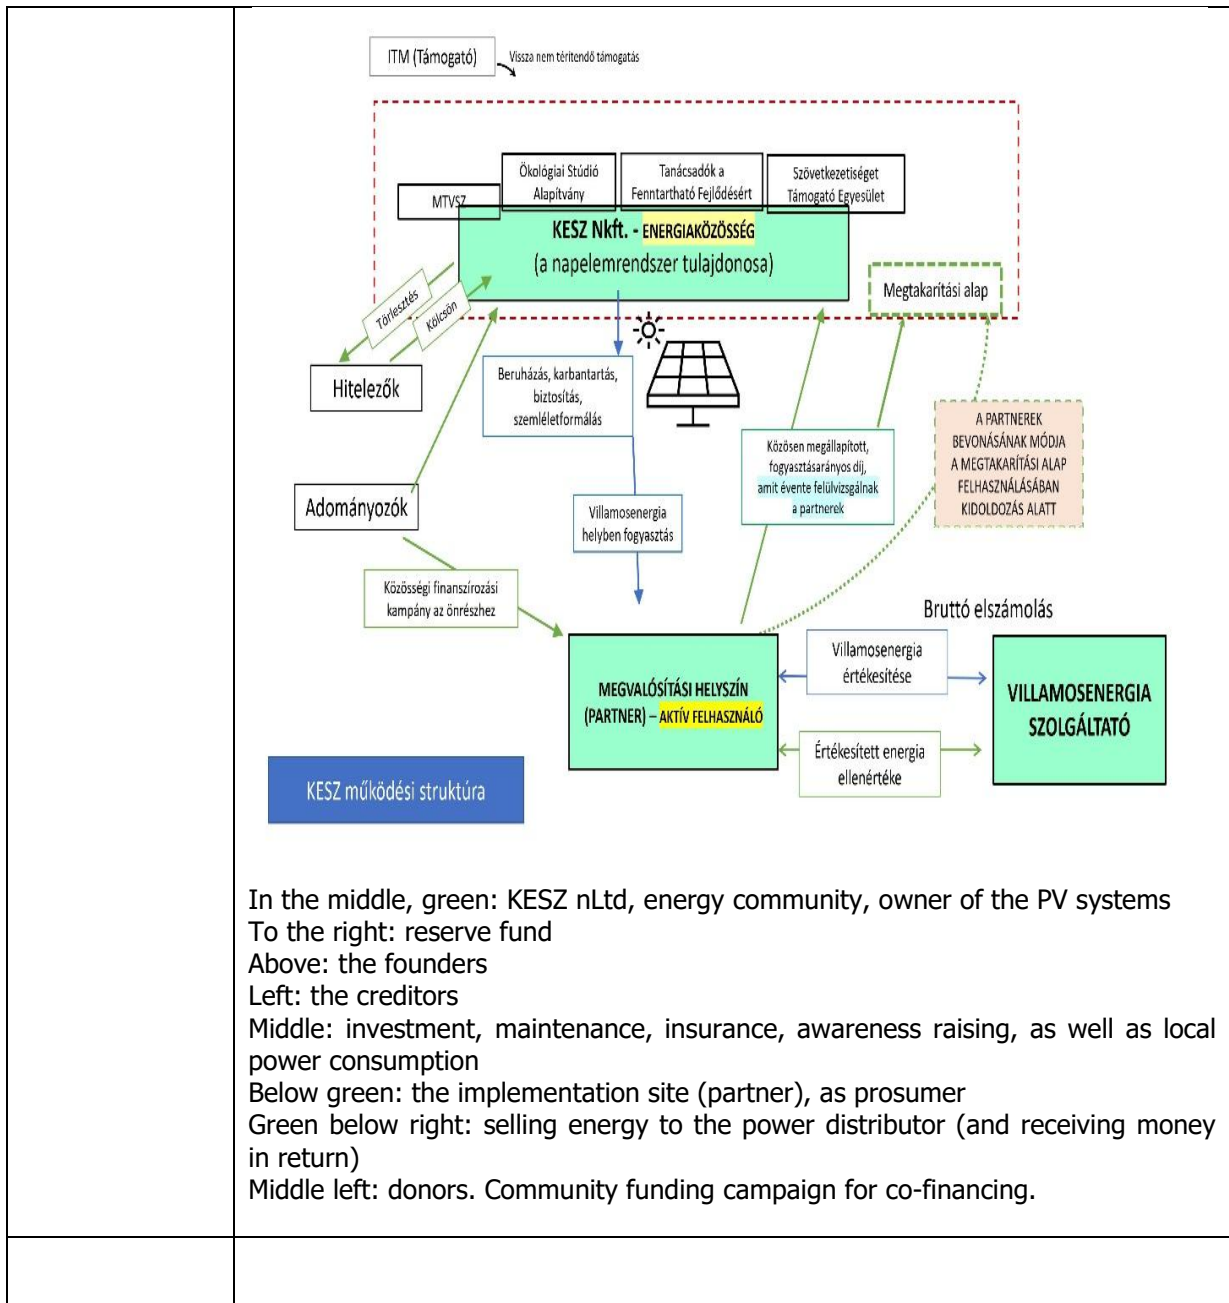 ITM (Támogató)
Vissza nem térítendő támogatás
MTVSZ
Ökológiai Stúdió
Alapítvány
Tanácsadók a
Fenntartható Fejlődésért
Szövetkezetiséget
Támogató Egyesület
KESZ Nkft. - ENERGIAKÖZÖSSÉG
(a napelemrendszer tulajdonosa)
Megtakarítási alap
Törlesztés
Kölcsön
Hitelezők
Beruházás, karbantartás,
biztosítás,
szemléletformálás
Közösen megállapított,
fogyasztásarányos díj,
amit évente felülvizsgálnak
a partnerek
A PARTNEREK
BEVONÁSÁNAK MÓDJA
A MEGTAKARÍTÁSI ALAP
FELHASZNÁLÁSÁBAN
KIDOLDOZÁS ALATT
Adományozók
Villamosenergia
helyben fogyasztás
Közösségi finanszírozási
kampány az önrészhez
Bruttó elszámolás
MEGVALÓSÍTÁSI HELYSZÍN
(PARTNER) – AKTÍV FELHASZNÁLÓ
Villamosenergia
értékesítése
Értékesített energia
ellenértéke
VILLAMOSENERGIA
SZOLGÁLTATÓ
KESZ működési struktúra
In the middle, green: KESZ nLtd, energy community, owner of the PV systems
To the right: reserve fund
Above: the founders
Left: the creditors
Middle: investment, maintenance, insurance, awareness raising, as well as local
power consumption
Below green: the implementation site (partner), as prosumer
Green below right: selling energy to the power distributor (and receiving money
in return)
Middle left: donors. Community funding campaign for co-financing.